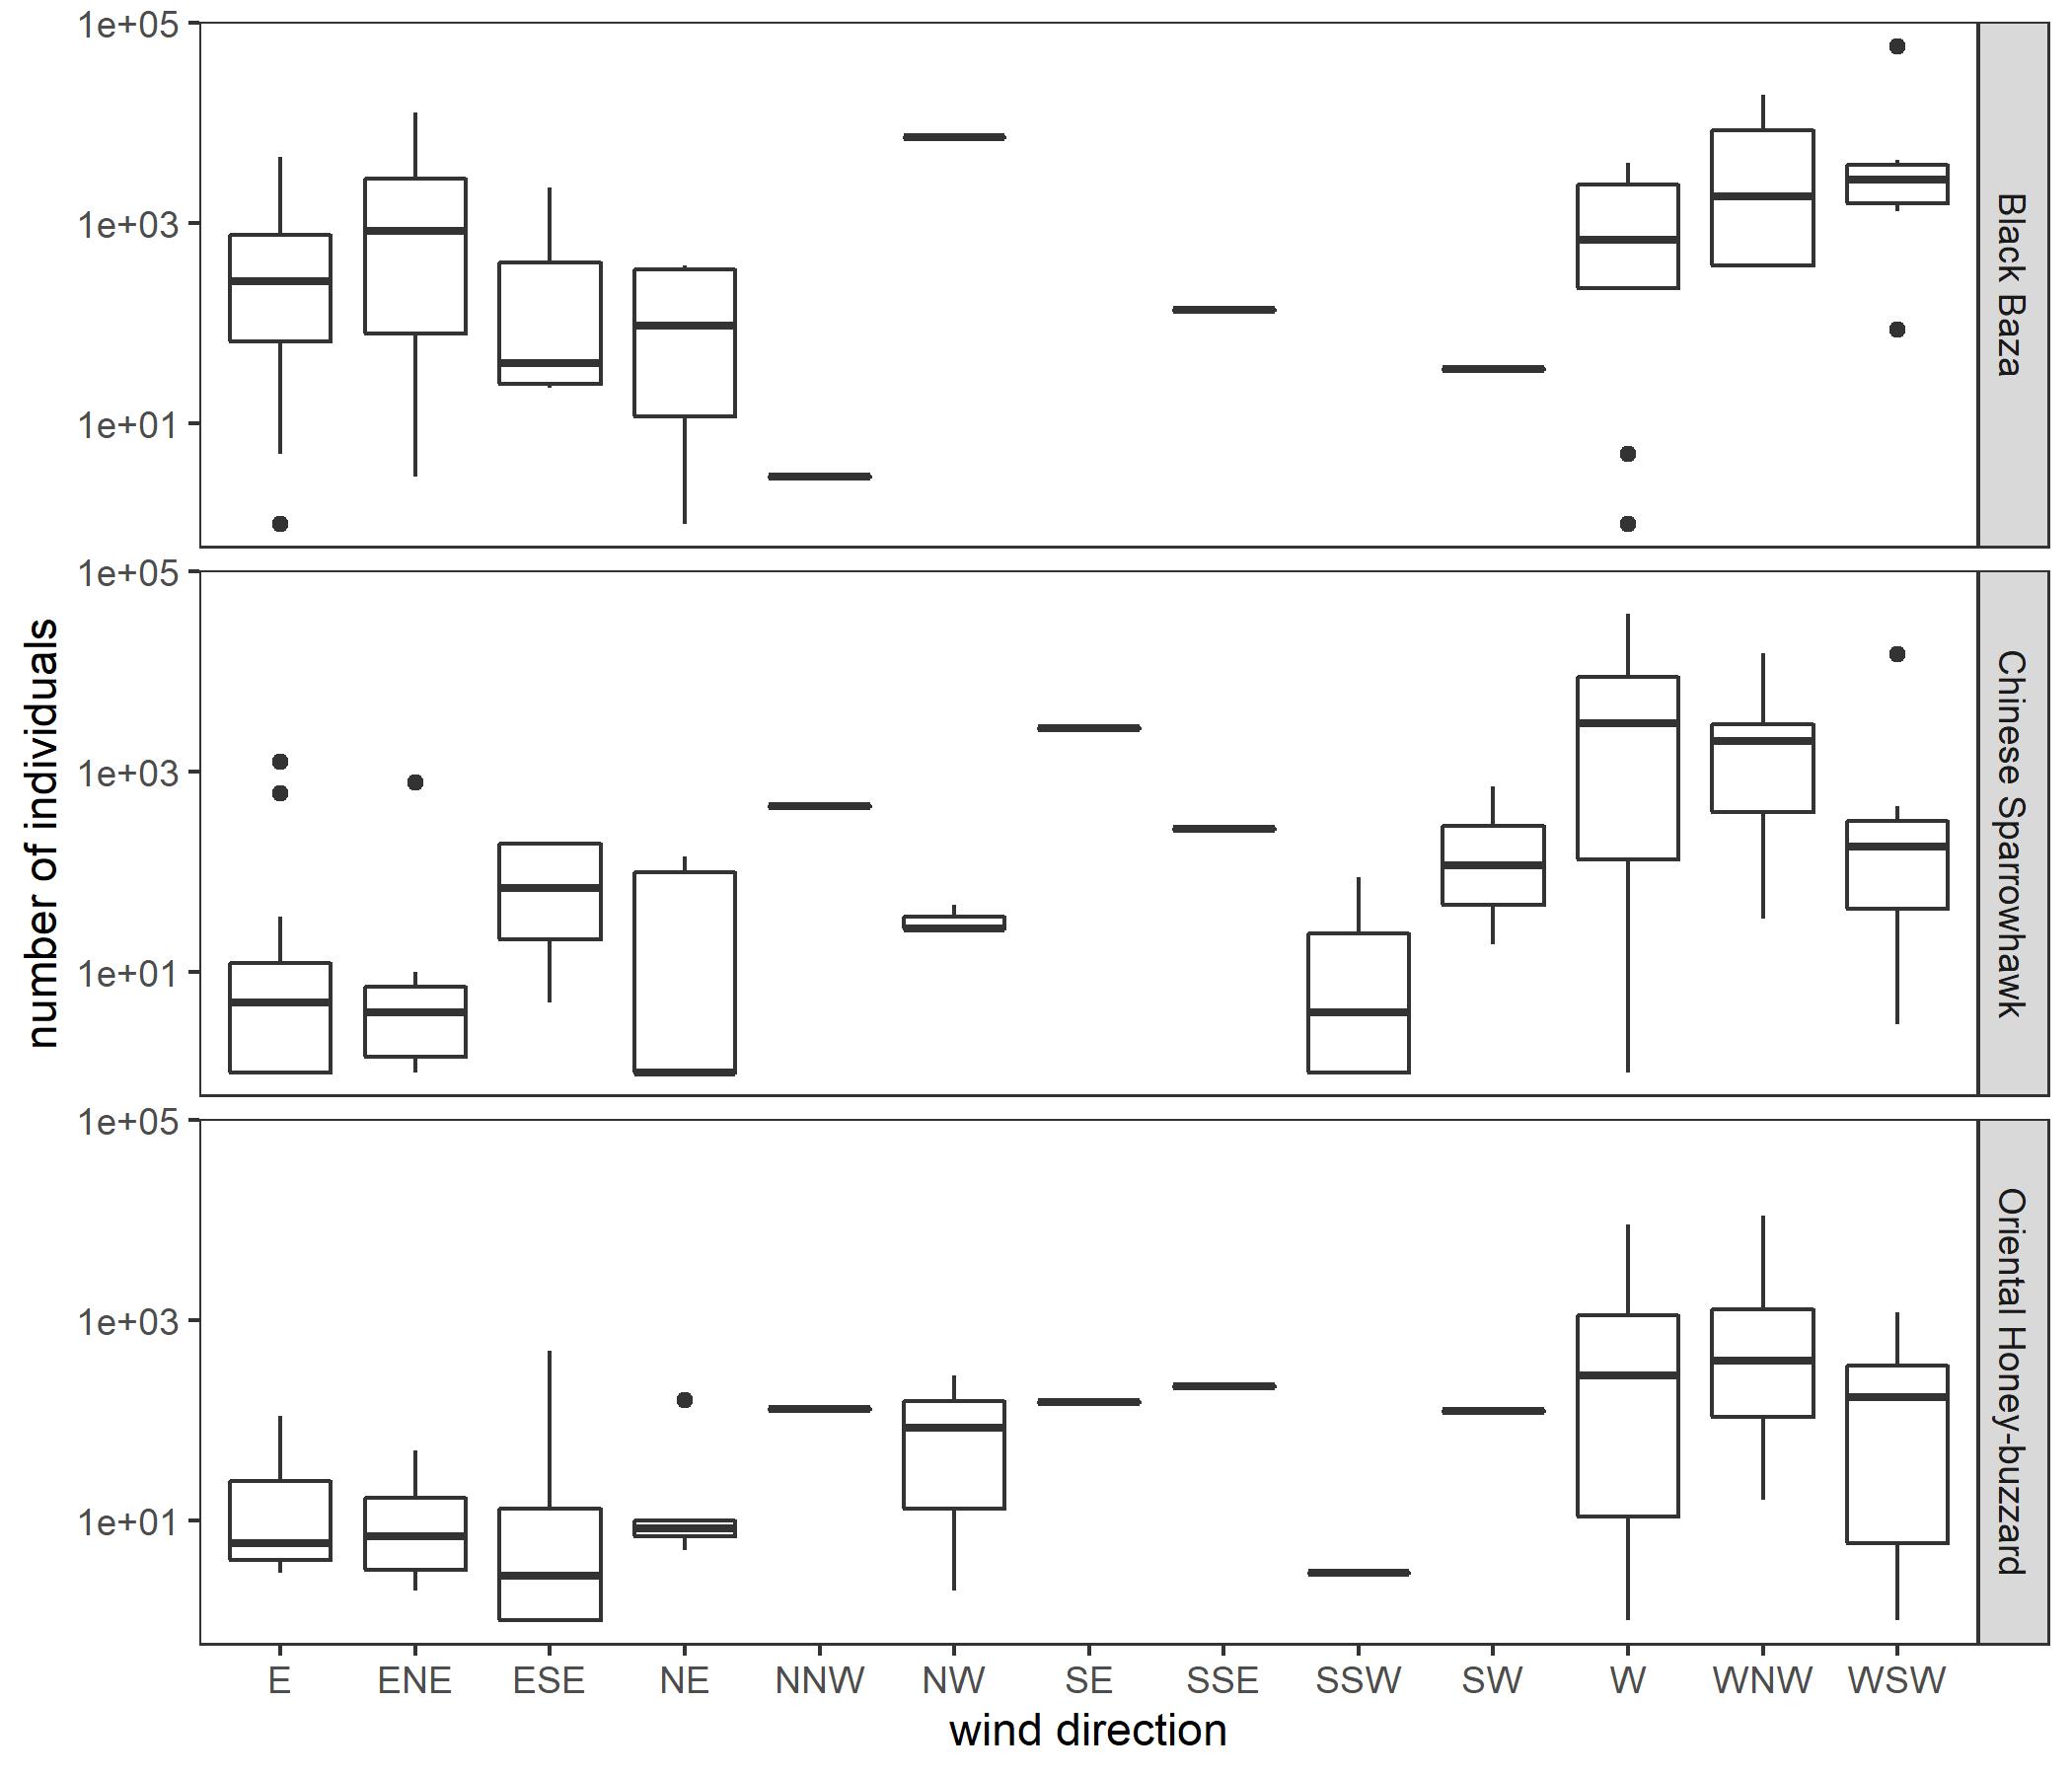 1e+05
1e+03
1e+01
Black Baza
1e+05
1e+03
1e+01
Chinese Sparrowhawk
1e+05
1e+03
1e+01
Oriental Honey-buzzard
number of individuals
E ENE ESE NE NNW NW SE SSE SSW SW W WNW WSW
wind direction